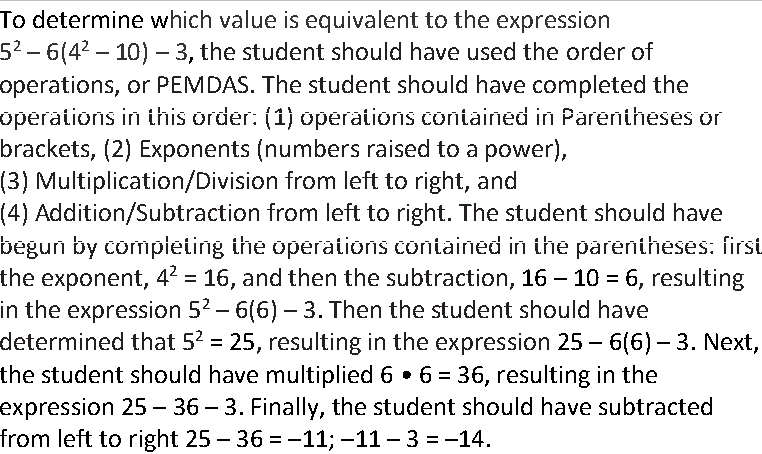 To determine which value is equivalent to the expression
5² – 6(4² – 10) – 3, the student should have used the order of
operations, or PEMDAS. The student should have completed the
operations in this order: (1) operations contained in Parentheses or
brackets, (2) Exponents (numbers raised to a power),
(3) Multiplication/Division from left to right, and
(4) Addition/Subtraction from left to right. The student should have
begun by completing the operations contained in the parentheses: first
the exponent, 4² = 16, and then the subtraction, 16 – 10 = 6, resulting
in the expression 5² – 6(6) – 3. Then the student should have
determined that 5² = 25, resulting in the expression 25 – 6(6) – 3. Next,
the student should have multiplied 6 • 6 = 36, resulting in the
expression 25 – 36 – 3. Finally, the student should have subtracted
from left to right 25 – 36 = –11; –11 – 3 = –14.